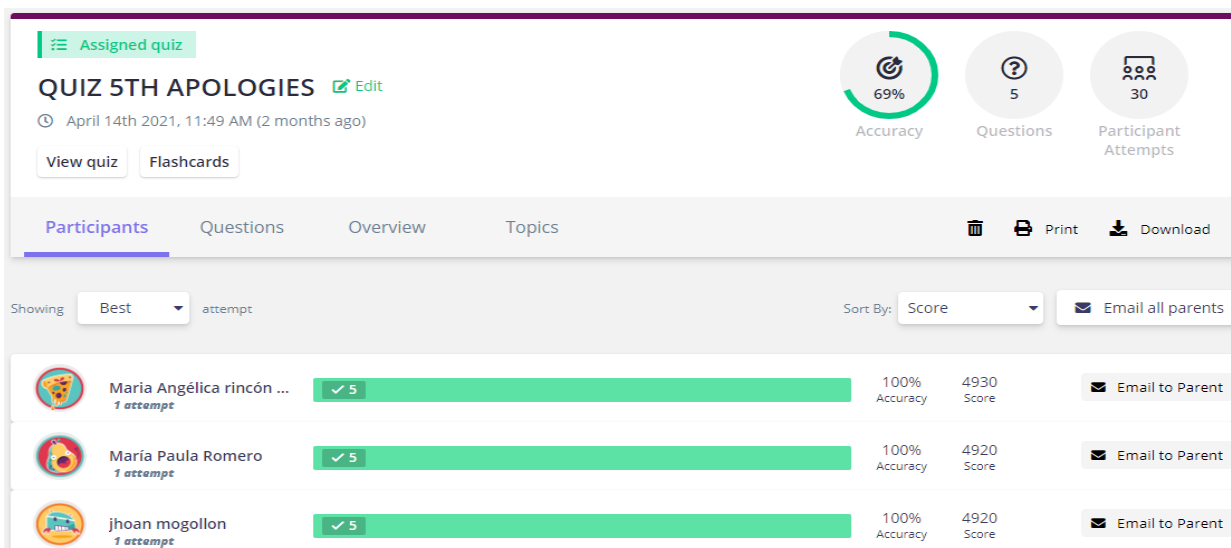 Assigned quiz
QUIZ 5TH APOLOGIES Edit
April 14th 2021, 11:49 AM (2 months ago)
View quiz Flashcards
69%
Accuracy
5
Questions
30
Participant
Attempts
Participants Questions Overview Topics Print Download
Showing Best attempt Sort By: Score Email all parents
Maria Angélica rincón ...
1 attempt
5
100%
Accuracy
4930
Score
Email to Parent
María Paula Romero
1 attempt
5
100%
Accuracy
4920
Score
Email to Parent
jhoan mogollon
1 attempt
5
100%
Accuracy
4920
Score
Email to Parent